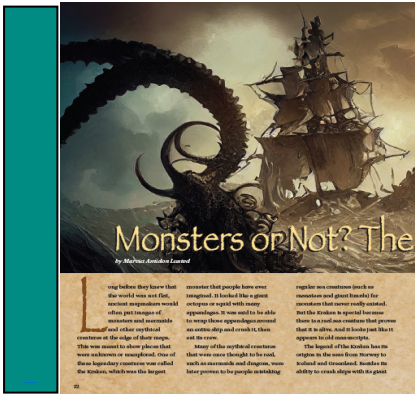 Monsters or Not? The
by Marcia Amidon Lusted
Long before they knew that
the world was not flat,
ancient mapmakers would
often put images of
monsters and mermaids
and other mythical
creatures at the edge of their maps.
This was meant to show places that
were unknown or unexplored. One of
these legendary creatures was called
the Kraken, which was the largest
monster that people have ever
imagined. It looked like a giant
octopus or squid with many
appendages. It was said to be able
to wrap those appendages around
an entire ship and crush it, then
eat its crew.
Many of the mythical creatures
that were once thought to be real,
such as mermaids and dragons, were
later proven to be people mistaking
regular sea creatures (such as
manatees and giant lizards) for
monsters that never really existed.
But the Kraken is special because
there is a real sea creature that proves
that it is alive. And it looks just like it
appears in old manuscripts.
The legend of the Kraken has its
origins in the seas from Norway to
Iceland and Greenland. Besides its
ability to crush ships with its giant